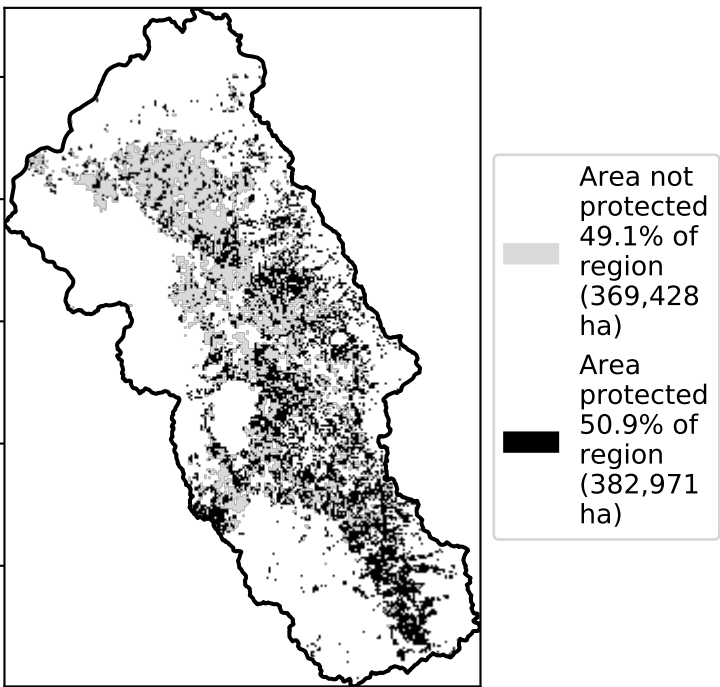 Area not
protected
49.1% of
region
(369,428
ha)
Area
protected
50.9% of
region
(382,971
ha)